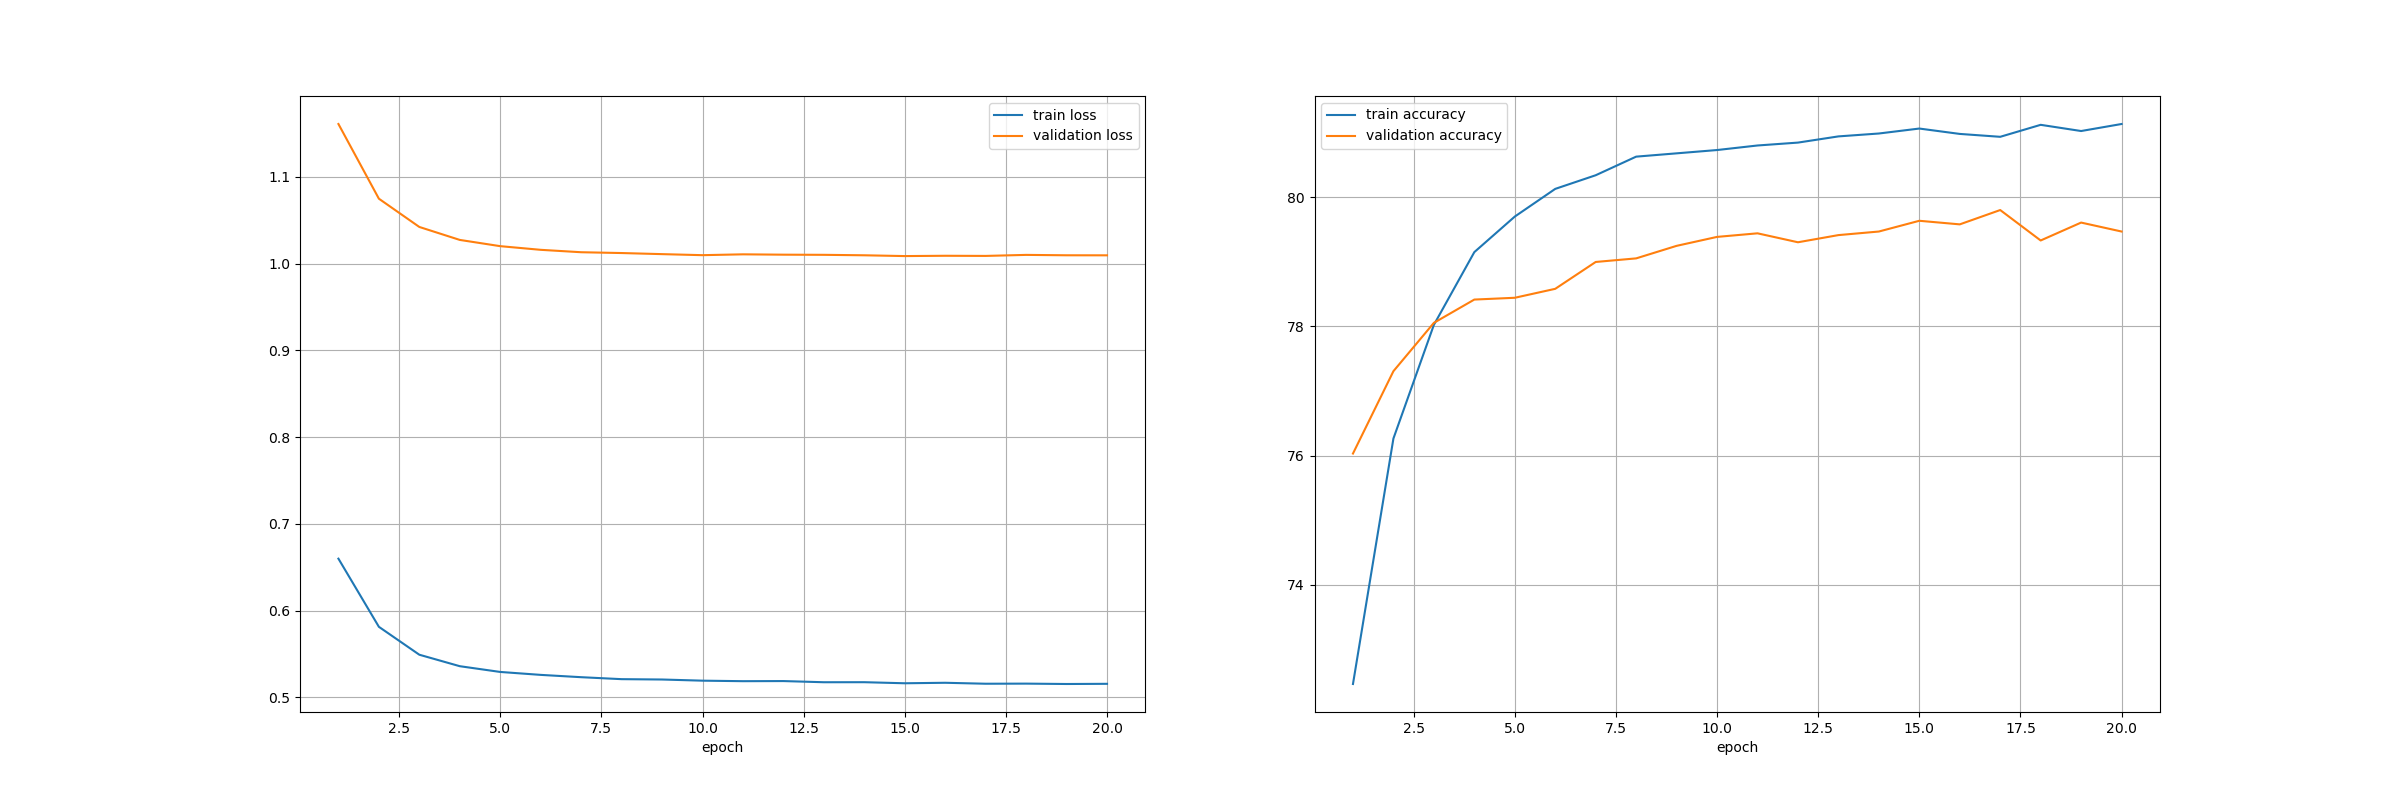 train loss
validation loss
1.1
1.0
0.9
0.8
0.7
0.6
0.5
2.5 5.0 7.5 10.0 12.5 15.0 17.5 20.0
epoch
train accuracy
validation accuracy
80
78
76
74
2.5 5.0 7.5 10.0 12.5 15.0 17.5 20.0
epoch